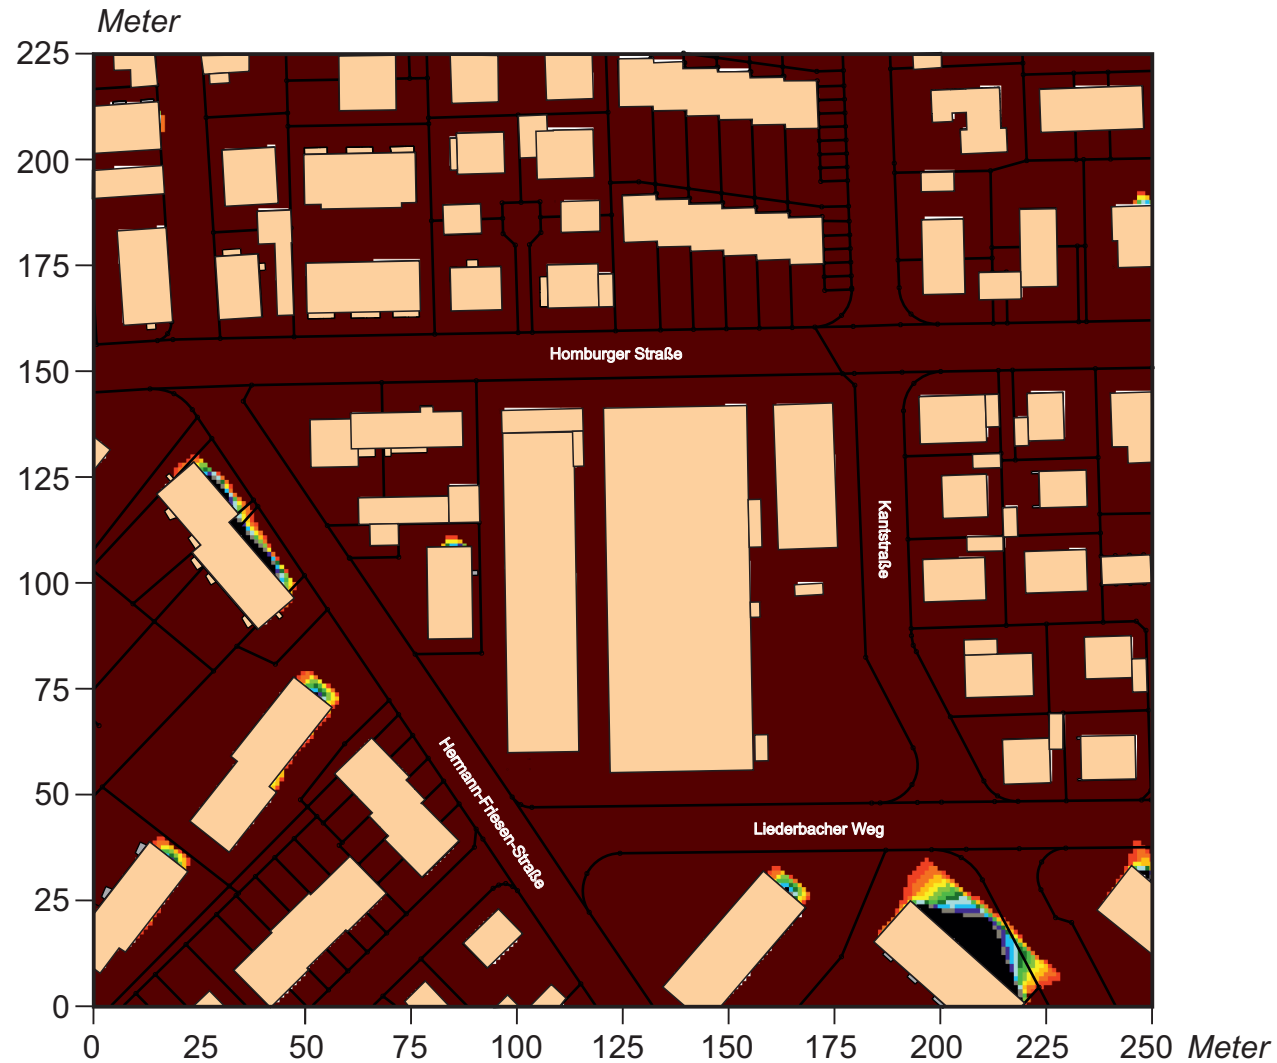 Meter
225
200
175
150
125
100
75
50
25
0
Homburger Straße
Kantstraße
Hermann-Friesen-Straße
Liederbacher Weg
0 25 50 75 100 125 150 175 200 225 250 Meter